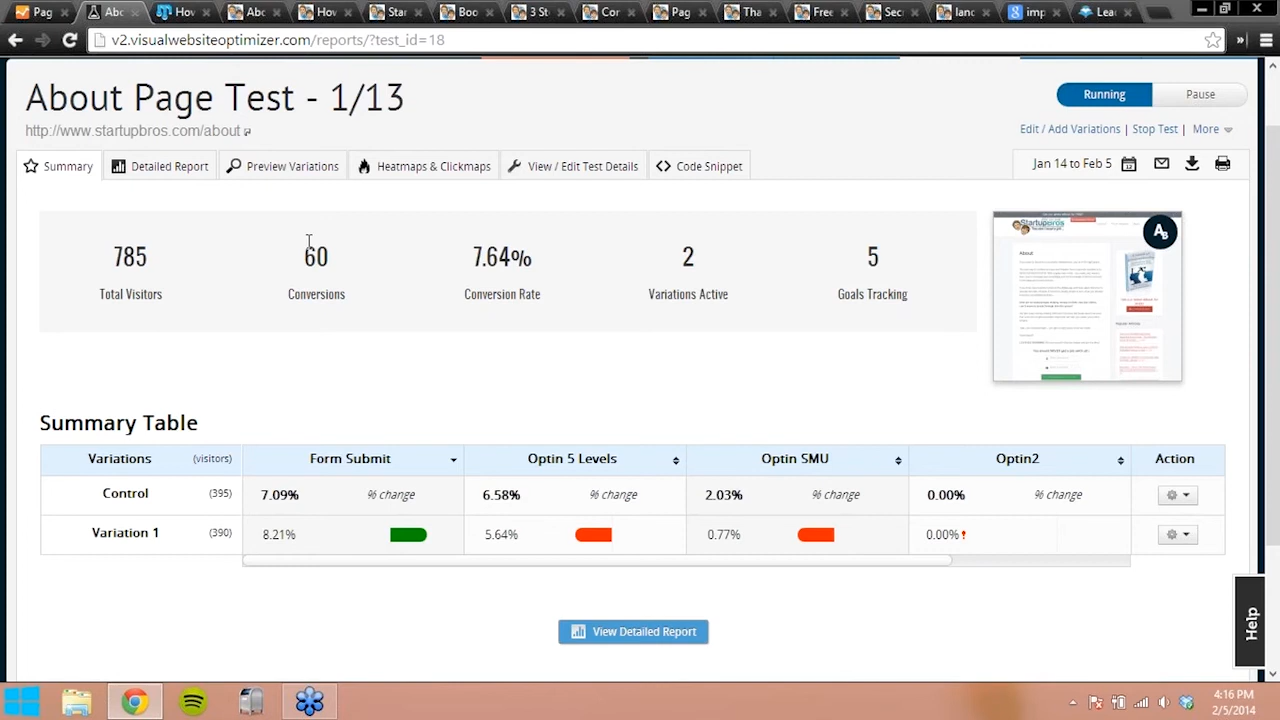 Pag
Abo
Hov
Abo
Hov
Star
Boo
3 St
Cor
Pag
Tha
Free
Sec
lanc
imp
Lea
v2.visualwebsiteoptimizer.com/reports/?test_id=18
About Page Test - 1/13
Running
Pause
http://www.startupbros.com/about
Edit / Add Variations | Stop Test | More
Summary
Detailed Report
Preview Variations
Heatmaps & Clickmaps
View / Edit Test Details
Code Snippet
Jan 14 to Feb 5
785
60
7.64%
2
5
Total Visitors
Conversions
Conversion Rate
Variations Active
Goals Tracking
StartupBros
About
AB
Summary Table
Variations (visitors)
Form Submit
Optin 5 Levels
Optin SMU
Optin2
Action
Control (395)
7.09% % change
6.58% % change
2.03% % change
0.00% % change
Variation 1 (390)
8.21%
5.64%
0.77%
0.00%
View Detailed Report
Help
4:16 PM
2/5/2014